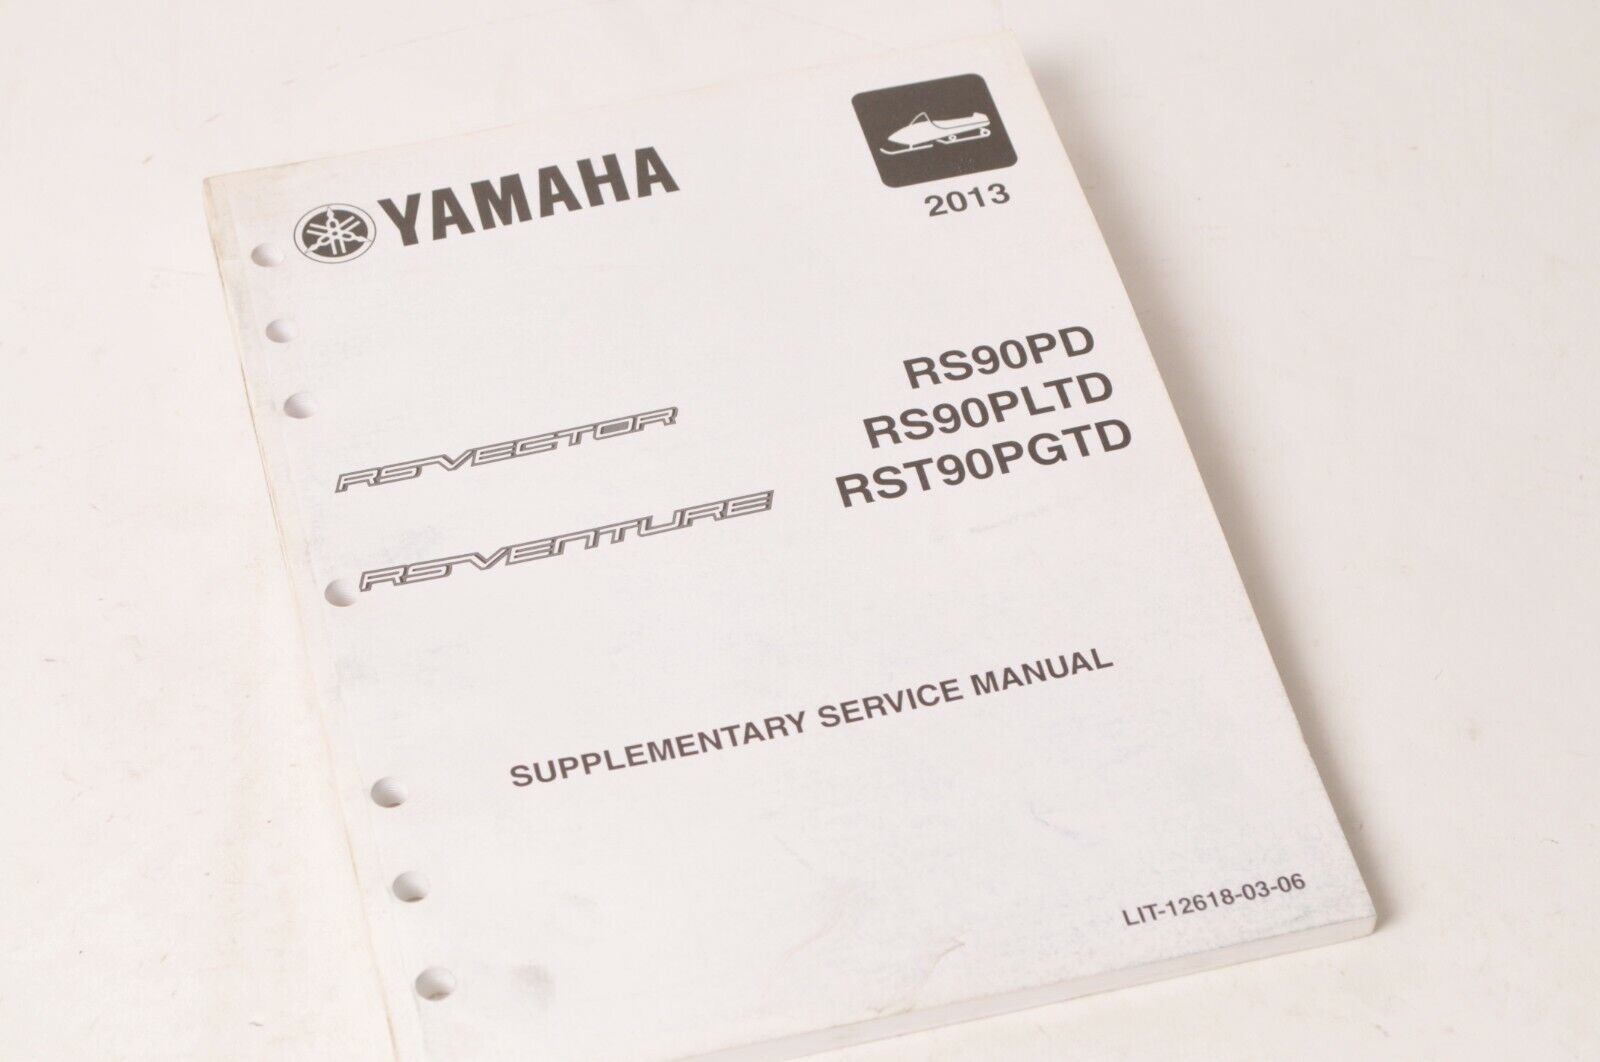 YAMAHA
2013
RS90PD
RS90PLTD
RST90PGTD
RSVECTOR
RSVENTURE
SUPPLEMENTARY SERVICE MANUAL
LIT-12618-03-06